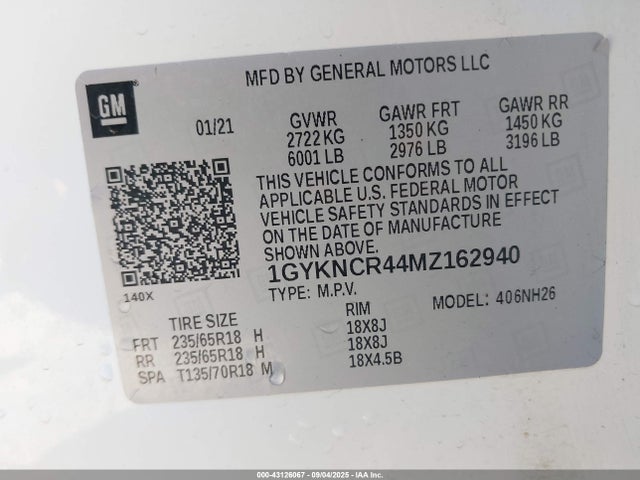 MFD BY GENERAL MOTORS LLC
GM
01/21
GVWR
2722 KG
6001 LB
GAWR FRT
1350 KG
2976 LB
GAWR RR
1450 KG
3196 LB
THIS VEHICLE CONFORMS TO ALL
APPLICABLE U.S. FEDERAL MOTOR
VEHICLE SAFETY STANDARDS IN EFFECT
ON THE DATE OF MANUFACTURE
SHOWN ABOVE.
1GYKNCR44MZ162940
140X
TYPE: M.P.V.
MODEL: 406NH26
TIRE SIZE
RIM
FRT 235/65R18 H 18X8J
RR 235/65R18 H 18X8J
SPA T135/70R18 M 18X4.5B
000-43126067 - 09/04/2025 - IAA Inc.